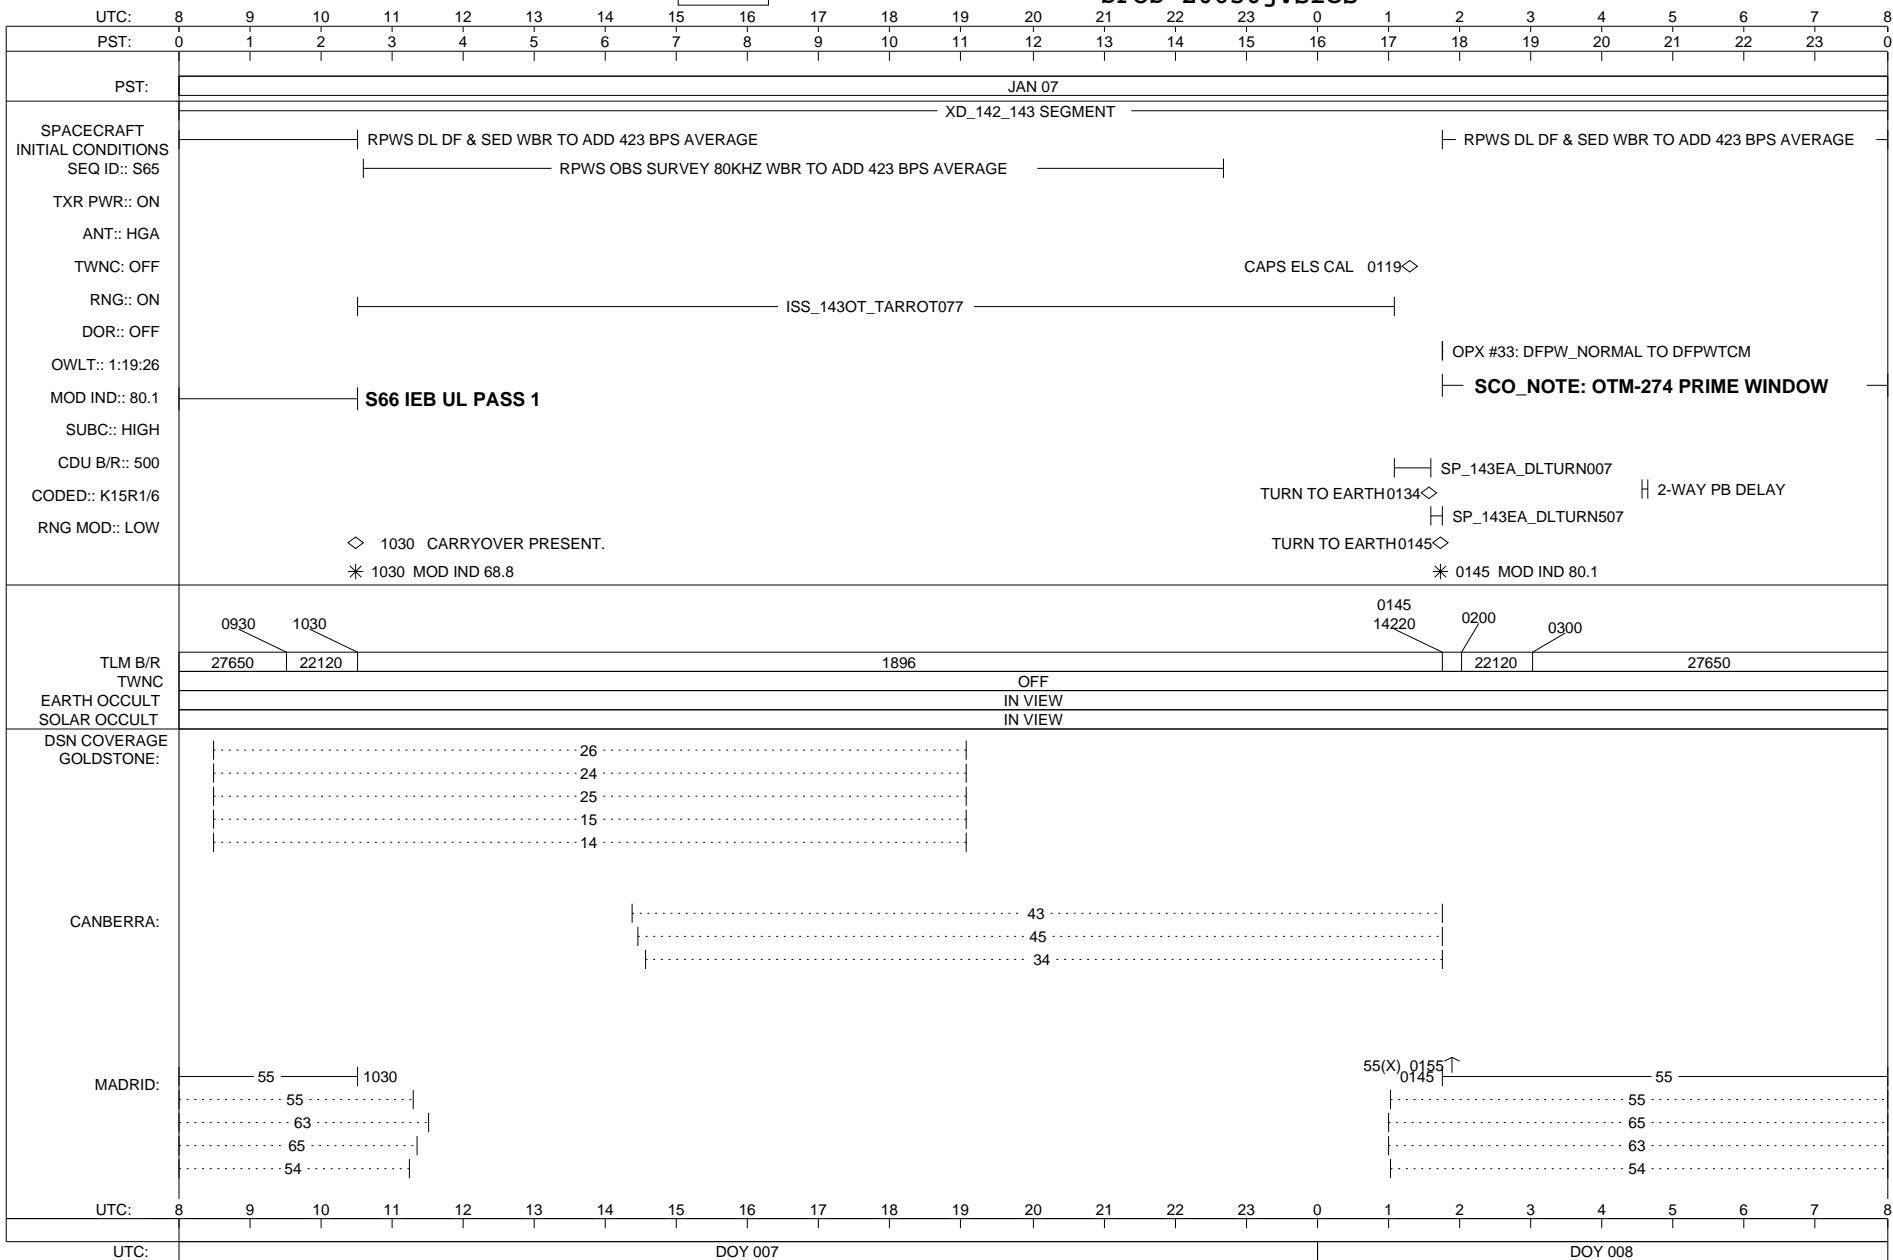 UTC: 8 9 10 11 12 13 14 15 16 17 18 19 20 21 22 23 0 1 2 3 4 5 6 7 8
PST: 0 1 2 3 4 5 6 7 8 9 10 11 12 13 14 15 16 17 18 19 20 21 22 23 0
PST: JAN 07
XD_142_143 SEGMENT
SPACECRAFT
INITIAL CONDITIONS
RPWS DL DF & SED WBR TO ADD 423 BPS AVERAGE
RPWS DL DF & SED WBR TO ADD 423 BPS AVERAGE
SEQ ID:: S65
RPWS OBS SURVEY 80KHZ WBR TO ADD 423 BPS AVERAGE
TXR PWR:: ON
ANT:: HGA
TWNC: OFF
CAPS ELS CAL 0119
RNG:: ON
ISS_143OT_TARROT077
DOR:: OFF
OPX #33: DFPW_NORMAL TO DFPWTCM
OWLT:: 1:19:26
SCO_NOTE: OTM-274 PRIME WINDOW
MOD IND:: 80.1
S66 IEB UL PASS 1
SUBC:: HIGH
CDU B/R:: 500
SP_143EA_DLTURN007
CODED:: K15R1/6
TURN TO EARTH 0134
2-WAY PB DELAY
SP_143EA_DLTURN507
RNG MOD:: LOW
1030 CARRYOVER PRESENT.
TURN TO EARTH 0145
1030 MOD IND 68.8
0145 MOD IND 80.1
0930 1030 0145 14220 0200 0300
TLM B/R 27650 22120 1896 22120 27650
TWNC OFF
EARTH OCCULT IN VIEW
SOLAR OCCULT IN VIEW
DSN COVERAGE
GOLDSTONE:
26
24
25
15
14
CANBERRA:
43
45
34
MADRID:
55(X) 0155
55 1030 0145 55
55 55
63 65
65 63
54 54
UTC: 8 9 10 11 12 13 14 15 16 17 18 19 20 21 22 23 0 1 2 3 4 5 6 7 8
UTC: DOY 007 DOY 008